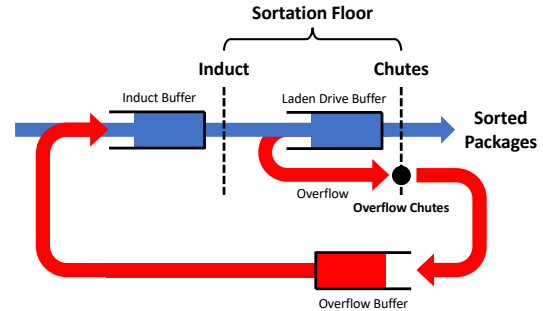 Sortation Floor
Induct
Chutes
Induct Buffer
Laden Drive Buffer
Sorted
Packages
Overflow
Overflow Chutes
Overflow Buffer